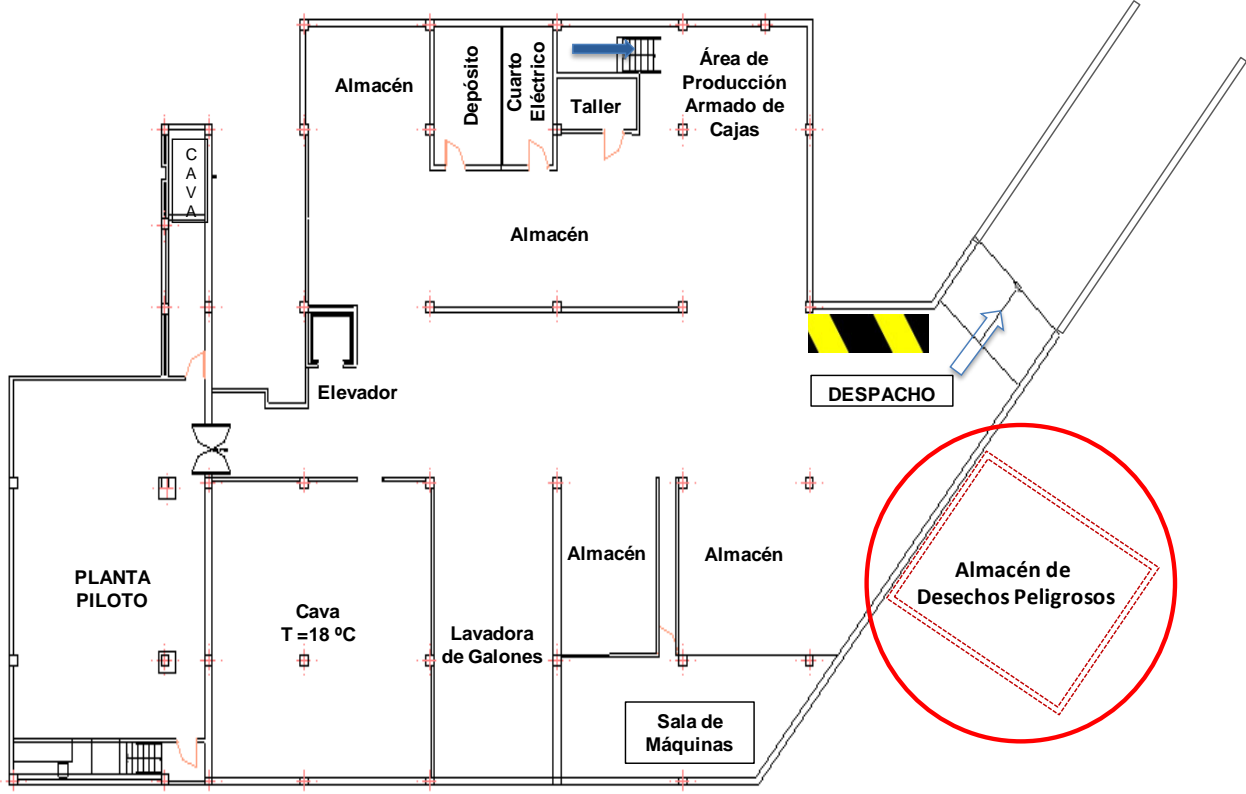 Almacén
Depósito
Cuarto
Eléctrico
Taller
Área de
Producción
Armado de
Cajas
C
A
V
A
Almacén
Elevador
DESPACHO
PLANTA
PILOTO
Cava
T =18 ºC
Lavadora
de Galones
Almacén
Almacén
Sala de
Máquinas
Almacén de
Desechos Peligrosos